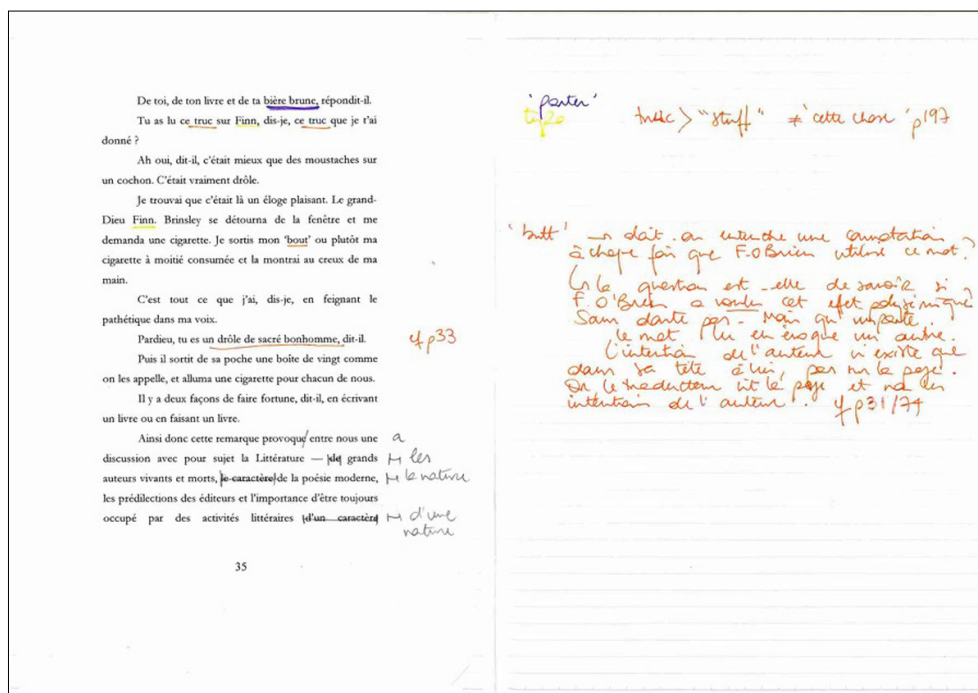 De toi, de ton livre et de ta bière brune, répondit-il.
Tu as lu ce truc sur Finn, dis-je, ce truc que je t'ai
donné ?
Ah oui, dit-il, c'était mieux que des moustaches sur
un cochon. C'était vraiment drôle.
Je trouvai que c'était là un éloge plaisant. Le grand-
Dieu Finn. Brinsley se détourna de la fenêtre et me
demanda une cigarette. Je sortis mon 'bout' ou plutôt ma
cigarette à moitié consumée et la montrai au creux de ma
main.
C'est tout ce que j'ai, dis-je, en feignant le
pathétique dans ma voix.
Pardieu, tu es un drôle de sacré bonhomme, dit-il.
cf p33
Puis il sortit de sa poche une boîte de vingt comme
on les appelle, et alluma une cigarette pour chacun de nous.
Il y a deux façons de faire fortune, dit-il, en écrivant
un livre ou en faisant un livre.
Ainsi donc cette remarque provoqué entre nous une
a
discussion avec pour sujet la Littérature — de grands
les
auteurs vivants et morts, le caractère de la poésie moderne,
la nature
les prédilections des éditeurs et l'importance d'être toujours
occupé par des activités littéraires d'un caractère
d'une
nature
35
'porter'
truc > "stuff" ≠ 'cette chose' p197
'butt' → doit-on entendre une connotation
à chaque fois que F. O'Brien utilise ce mot ?
la question est-elle de savoir si
F. O'Brien a voulu cet effet polysémique ?
Sans doute pas. Mais qu'importe.
le mot lu en évoque un autre.
L'intention de l'auteur n'existe que
dans sa tête à lui, pas sur la page.
Or le traducteur lit la page et non les
intentions de l'auteur. cf p31/74